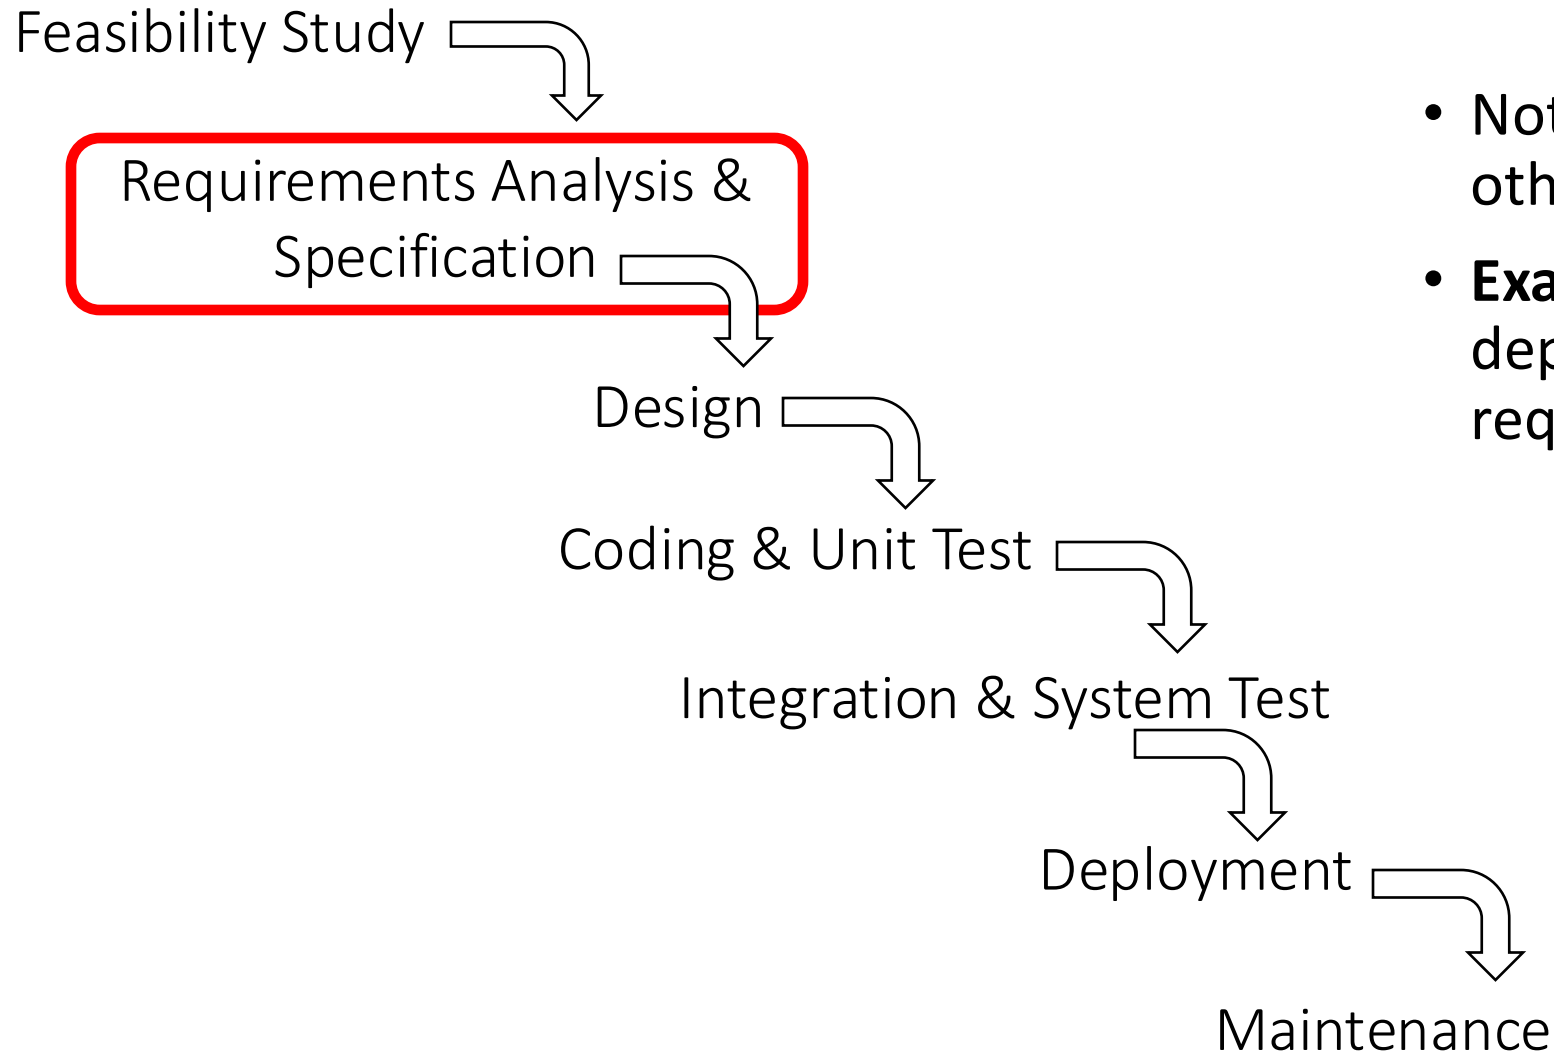 Feasibility Study
Requirements Analysis &
Specification
Design
Coding & Unit Test
Integration & System Test
Deployment
Maintenance
•
•